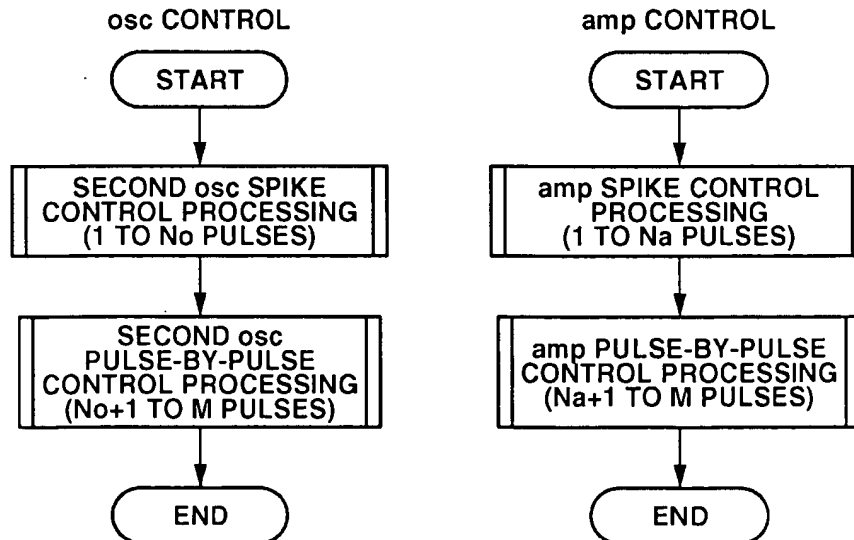 osc CONTROL
START
SECOND osc SPIKE
CONTROL PROCESSING
(1 TO No PULSES)
SECOND osc
PULSE-BY-PULSE
CONTROL PROCESSING
(No+1 TO M PULSES)
END
amp CONTROL
START
amp SPIKE CONTROL
PROCESSING
(1 TO Na PULSES)
amp PULSE-BY-PULSE
CONTROL PROCESSING
(Na+1 TO M PULSES)
END